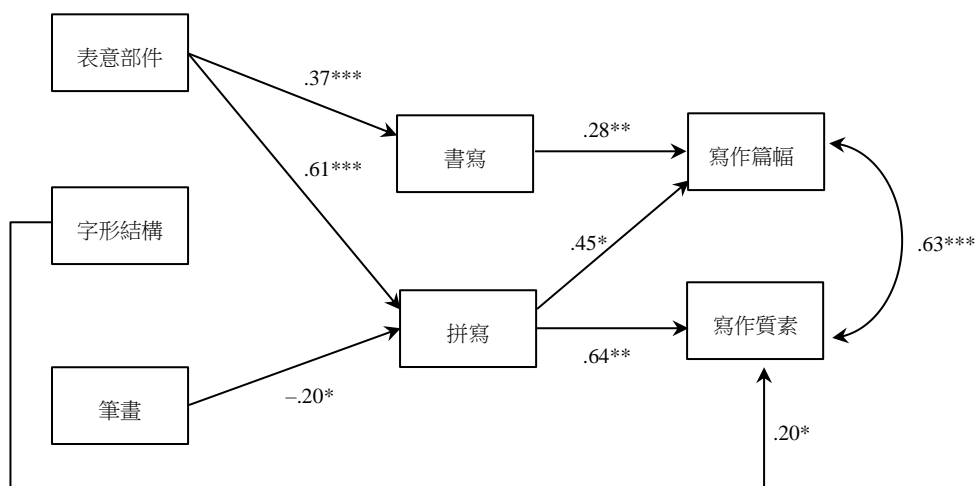 表意部件
.37***
書寫
.28**
寫作篇幅
.61***
字形結構
.45*
.63***
拼寫
寫作質素
.64**
筆畫
–.20*
.20*